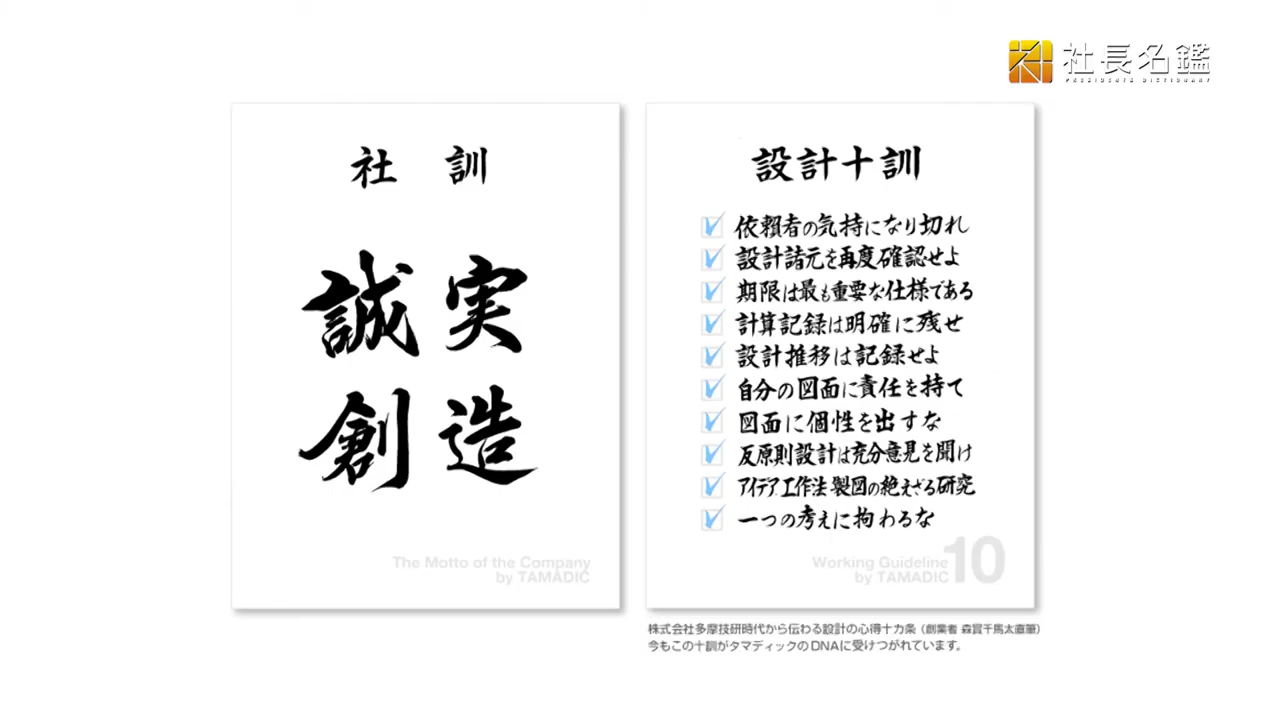 社長名鑑
PRESIDENTS DICTIONARY
社 訓
誠実
創造
The Motto of the Company
by TAMADIC
設計十訓
依頼者の気持になり切れ
設計諸元を再度確認せよ
期限は最も重要な仕様である
計算記録は明確に残せ
設計推移は記録せよ
自分の図面に責任を持て
図面に個性を出すな
反原則設計は充分意見を聞け
アイデア工作法製図の絶えざる研究
一つの考えに拘わるな
Working Guideline 10
by TAMADIC
株式会社多摩技研時代から伝わる設計の心得十カ条（創業者 森實千馬太直筆）
今もこの十訓がタマディックのDNAに受けつがれています。